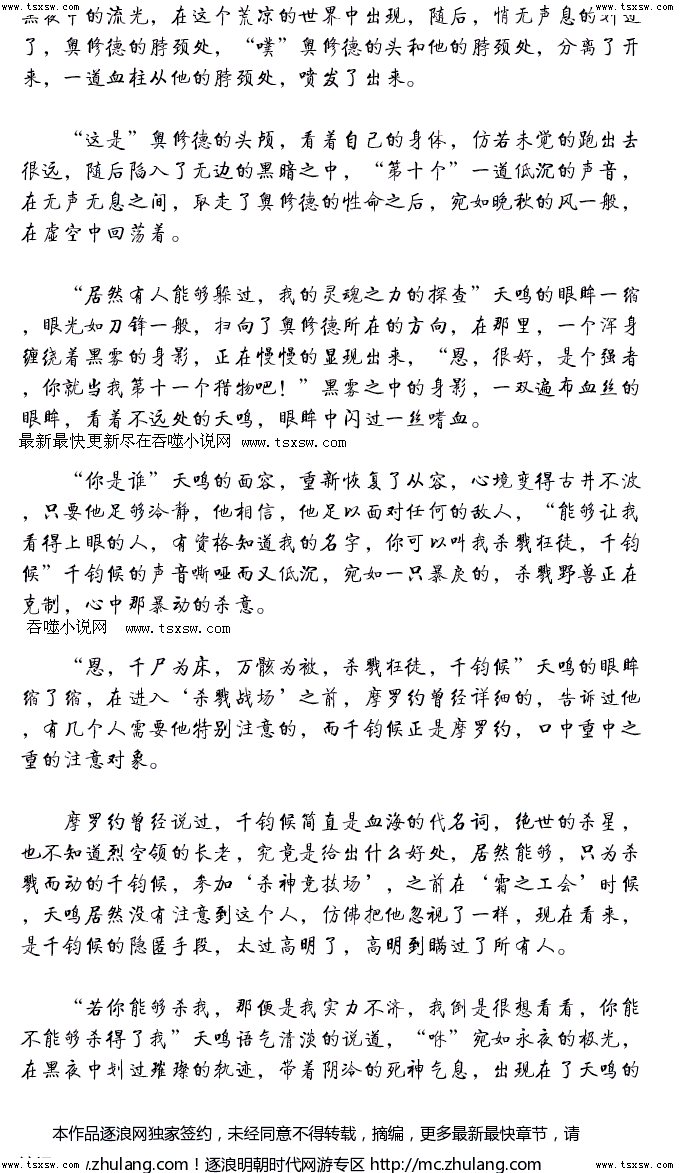 www.tsxsw.com www.tsxsw.com
的流光，在这个荒凉的世界中出现，随后，悄无声息的
了，奥修德的脖颈处，“噗”奥修德的头和他的脖颈处，分离了开
来，一道血柱从他的脖颈处，喷发了出来。
“这是”奥修德的头颅，看着自己的身体，仿若未觉的跑出去
很远，随后陷入了无边的黑暗之中，“第十个”一道低沉的声音，
在无声无息之间，取走了奥修德的性命之后，宛如晚秋的风一般，
在虚空中回荡着。
“居然有人能够躲过，我的灵魂之力的探查”天鸣的眼眸一缩
，眼光如刀锋一般，扫向了奥修德所在的方向，在那里，一个浑身
缠绕着黑雾的身影，正在慢慢的显现出来，“恩，很好，是个强者
，你就当我第十一个猎物吧！”黑雾之中的身影，一双遍布血丝的
眼眸，看着不远处的天鸣，眼眸中闪过一丝嗜血。
最新最快更新尽在吞噬小说网 www.tsxsw.com
“你是谁”天鸣的面容，重新恢复了从容，心境变得古井不波
，只要他足够冷静，他相信，他足以面对任何的敌人，“能够让我
看得上眼的人，有资格知道我的名字，你可以叫我杀戮狂徒，千钧
候”千钧候的声音嘶哑而又低沉，宛如一只暴戾的，杀戮野兽正在
克制，心中那暴动的杀意。
吞噬小说网 www.tsxsw.com
“恩，千尸为床，万骸为被，杀戮狂徒，千钧候”天鸣的眼眸
缩了缩，在进入‘杀戮战场’之前，摩罗约曾经详细的，告诉过他
，有几个人需要他特别注意的，而千钧候正是摩罗约，口中重中之
重的注意对象。
摩罗约曾经说过，千钧候简直是血海的代名词，绝世的杀星，
也不知道烈空领的长老，究竟是给出什么好处，居然能够，只为杀
戮而动的千钧候，参加‘杀神竞技场’，之前在‘霜之工会’时候
，天鸣居然没有注意到这个人，仿佛把他忽视了一样，现在看来，
是千钧候的隐匿手段，太过高明了，高明到瞒过了所有人。
“若你能够杀我，那便是我实力不济，我倒是很想看看，你能
不能够杀得了我”天鸣语气清淡的说道，“咻”宛如永夜的极光，
在黑夜中划过璀璨的轨迹，带着阴冷的死神气息，出现在了天鸣的
本作品逐浪网独家签约，未经同意不得转载，摘编，更多最新最快章节，请
.zhulang.com！逐浪明朝时代网游专区 http://mc.zhulang.com/
www.tsxsw.com www.tsxsw.com